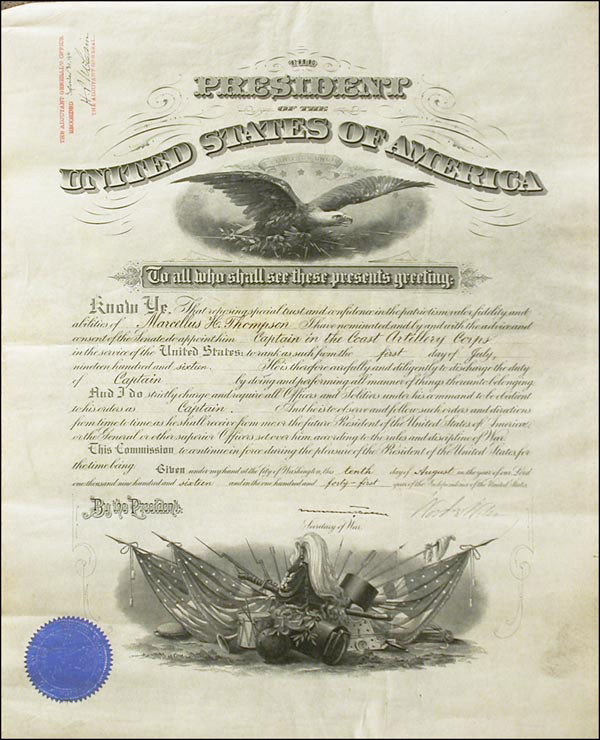 THE ADJUTANT GENERAL'S OFFICE,
RECORDED
THE ADJUTANT GENERAL.
THE
PRESIDENT
OF THE
UNITED STATES OF AMERICA
To all who shall see these presents greeting:
Know Ye, That reposing special trust and confidence in the patriotism, valor, fidelity, and
abilities of Marcellus H. Thompson I have nominated and by and with the advice and
consent of the Senate do appoint him Captain in the Coast Artillery Corps
in the service of the United States: to rank as such from the first day of July,
nineteen hundred and sixteen. He is therefore carefully and diligently to discharge the duty
of Captain by doing and performing all manner of things thereunto belonging.
And I do strictly charge and require all Officers and Soldiers under his command to be obedient
to his orders as Captain. And he is to observe and follow such orders and directions
from time to time as he shall receive from me or the future President of the United States of America,
or the General or other superior Officers set over him, according to the rules and discipline of War.
This Commission to continue in force during the pleasure of the President of the United States for
the time being.
Given under my hand at the City of Washington, this tenth day of August, in the year of our Lord
one thousand nine hundred and sixteen and in the one hundred and forty-first year of the Independence of the United States.
By the President:
Secretary of War.